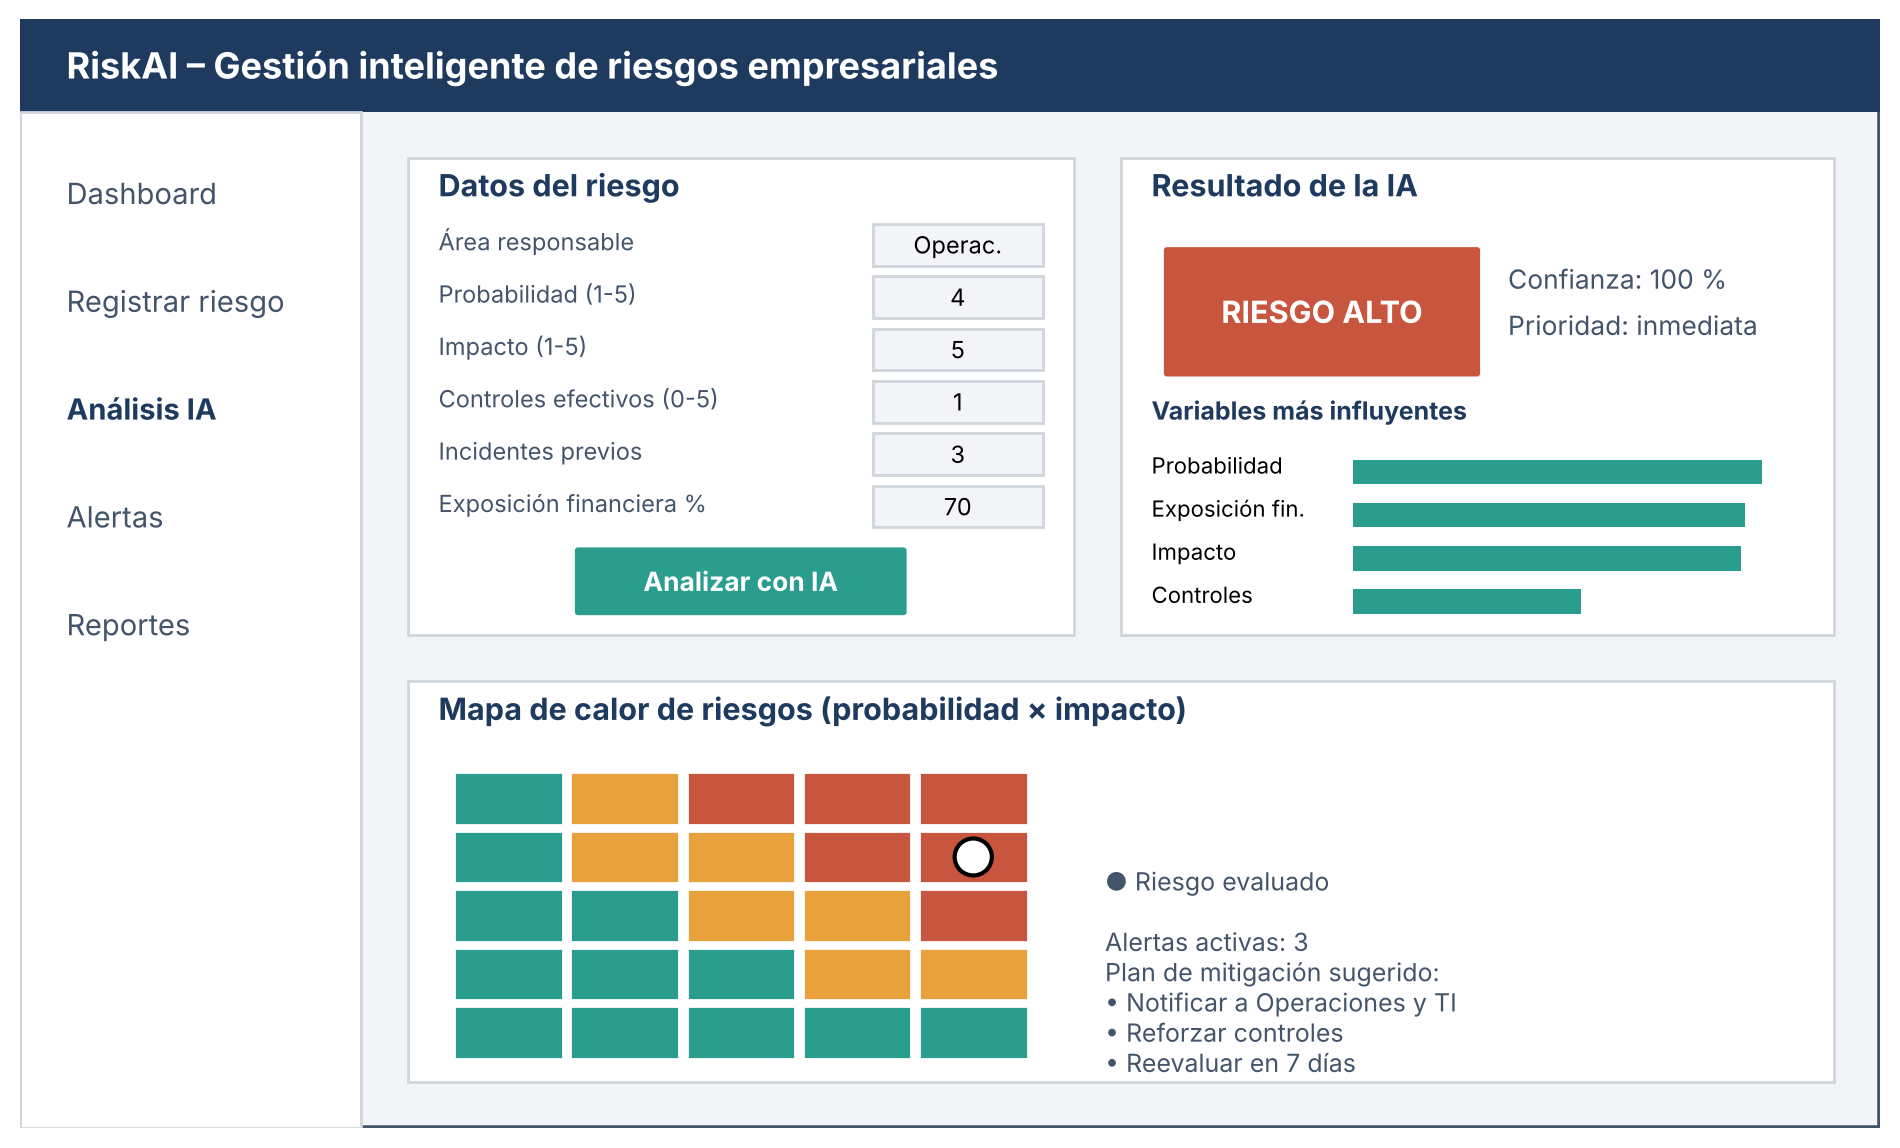 RiskAI – Gestión inteligente de riesgos empresariales
Dashboard
Registrar riesgo
Análisis IA
Alertas
Reportes
Datos del riesgo
Área responsable Operac.
Probabilidad (1-5) 4
Impacto (1-5) 5
Controles efectivos (0-5) 1
Incidentes previos 3
Exposición financiera % 70
Analizar con IA
Resultado de la IA
RIESGO ALTO
Confianza: 100 %
Prioridad: inmediata
Variables más influyentes
Probabilidad
Exposición fin.
Impacto
Controles
Mapa de calor de riesgos (probabilidad × impacto)
● Riesgo evaluado
Alertas activas: 3
Plan de mitigación sugerido:
• Notificar a Operaciones y TI
• Reforzar controles
• Reevaluar en 7 días